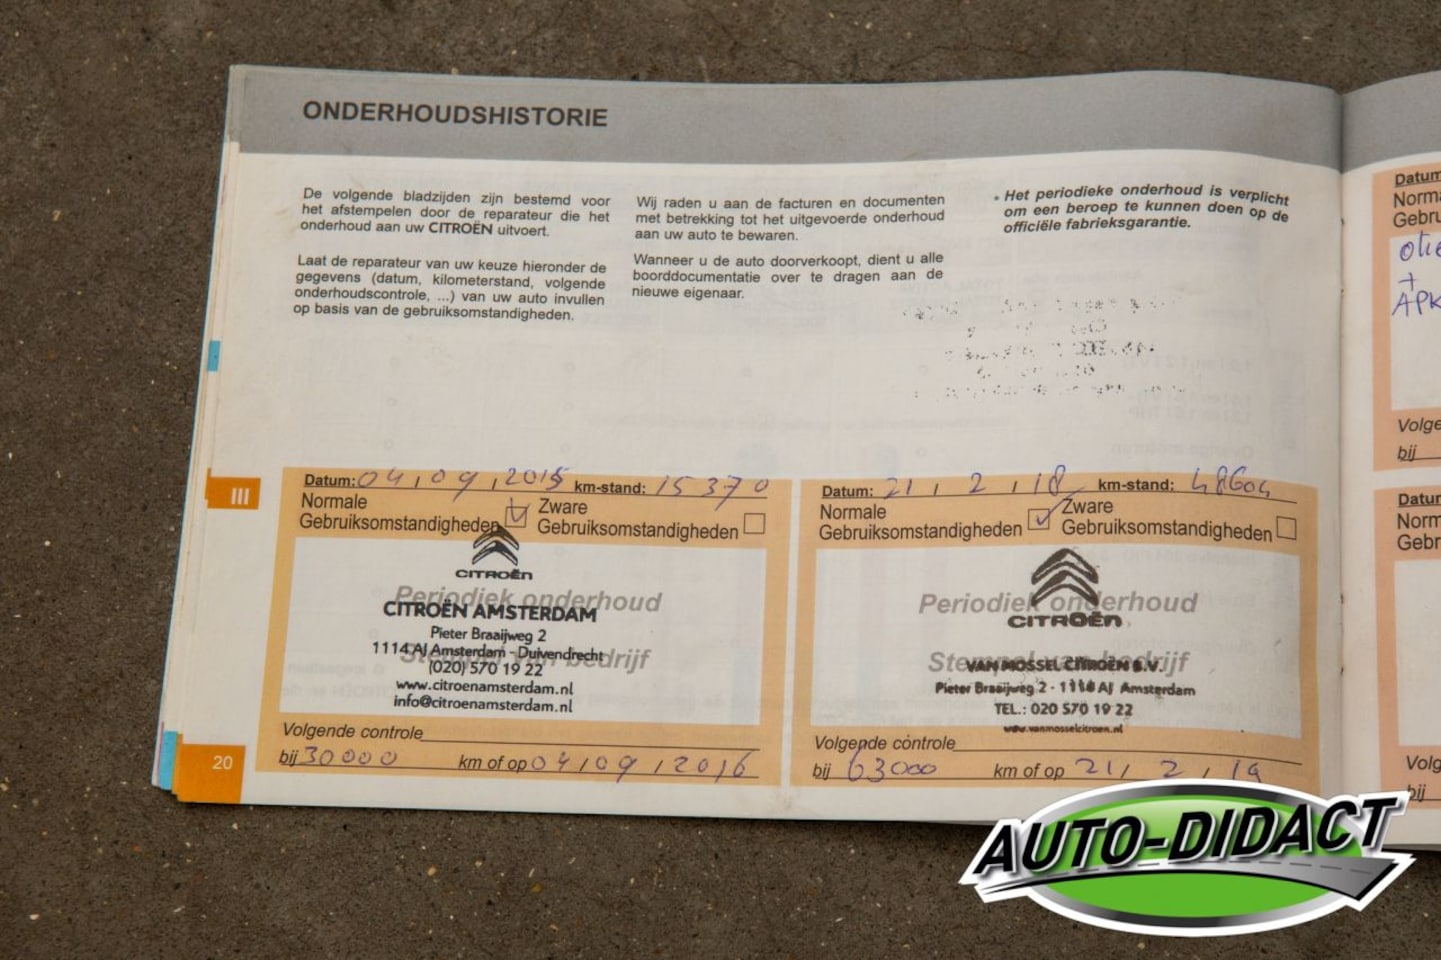 ONDERHOUDSHISTORIE
De volgende bladzijden zijn bestemd voor
het afstempelen door de reparateur die het
onderhoud aan uw CITROËN uitvoert.
Laat de reparateur van uw keuze hieronder de
gegevens (datum, kilometerstand, volgende
onderhoudscontrole, ...) van uw auto invullen
op basis van de gebruiksomstandigheden.
Wij raden u aan de facturen en documenten
met betrekking tot het uitgevoerde onderhoud
aan uw auto te bewaren.
Wanneer u de auto doorverkoopt, dient u alle
boorddocumentatie over te dragen aan de
nieuwe eigenaar.
* Het periodieke onderhoud is verplicht
om een beroep te kunnen doen op de
officiële fabrieksgarantie.
III
Datum: 04 / 09 / 2015 km-stand: 15370
Normale
Gebruiksomstandigheden
Zware
Gebruiksomstandigheden
CITROËN
Periodiek onderhoud
CITROËN AMSTERDAM
Pieter Braaijweg 2
1114 AJ Amsterdam - Duivendrecht
Stempel van bedrijf
(020) 570 19 22
www.citroenamsterdam.nl
info@citroenamsterdam.nl
Volgende controle
bij 30000 km of op 04 / 09 / 2016
Datum: 21 / 2 / 18 km-stand: 48604
Normale
Gebruiksomstandigheden
Zware
Gebruiksomstandigheden
Periodiek onderhoud
CITROËN
Stempel van bedrijf
VAN MOSSEL CITROËN B.V.
Pieter Braaijweg 2 - 1114 AJ Amsterdam
TEL.: 020 570 19 22
www.vanmosselcitroen.nl
Volgende controle
bij 63000 km of op 21 / 2 / 19
20
Datum
Norma
Gebru
olie
+
APK
Volge
bij
Datur
Norm
Gebr
Volg
bij
AUTO-DIDACT